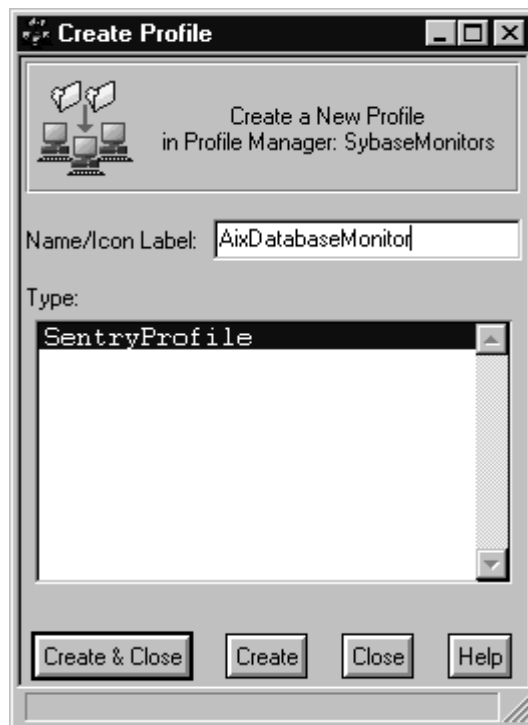 Create Profile
Create a New Profile
in Profile Manager: SybaseMonitors
Name/Icon Label: AixDatabaseMonitor
Type:
SentryProfile
Create & Close Create Close Help